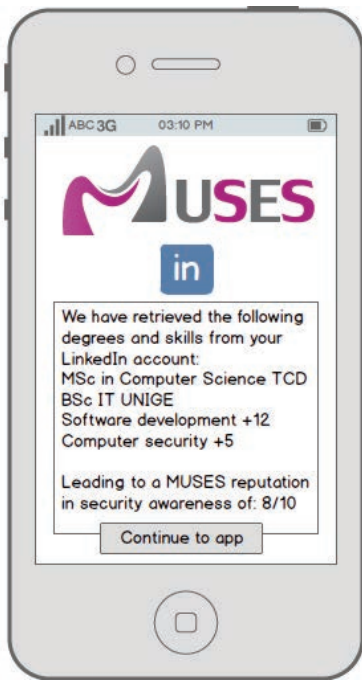 ABC 3G 03:10 PM
MUSES
in
We have retrieved the following
degrees and skills from your
LinkedIn account:
MSc in Computer Science TCD
BSc IT UNIGE
Software development +12
Computer security +5
Leading to a MUSES reputation
in security awareness of: 8/10
Continue to app